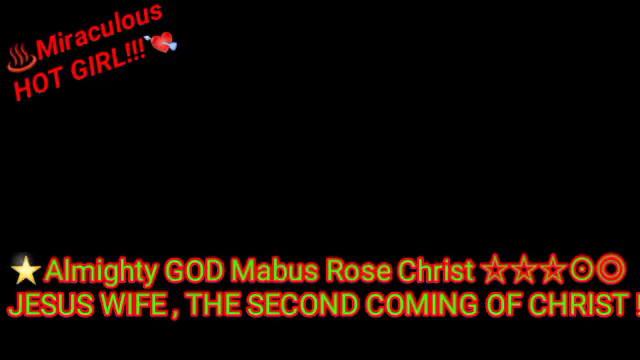 ♨️Miraculous
HOT GIRL!!!💘
⭐Almighty GOD Mabus Rose Christ ☆☆☆⊙◎
JESUS WIFE , THE SECOND COMING OF CHRIST !